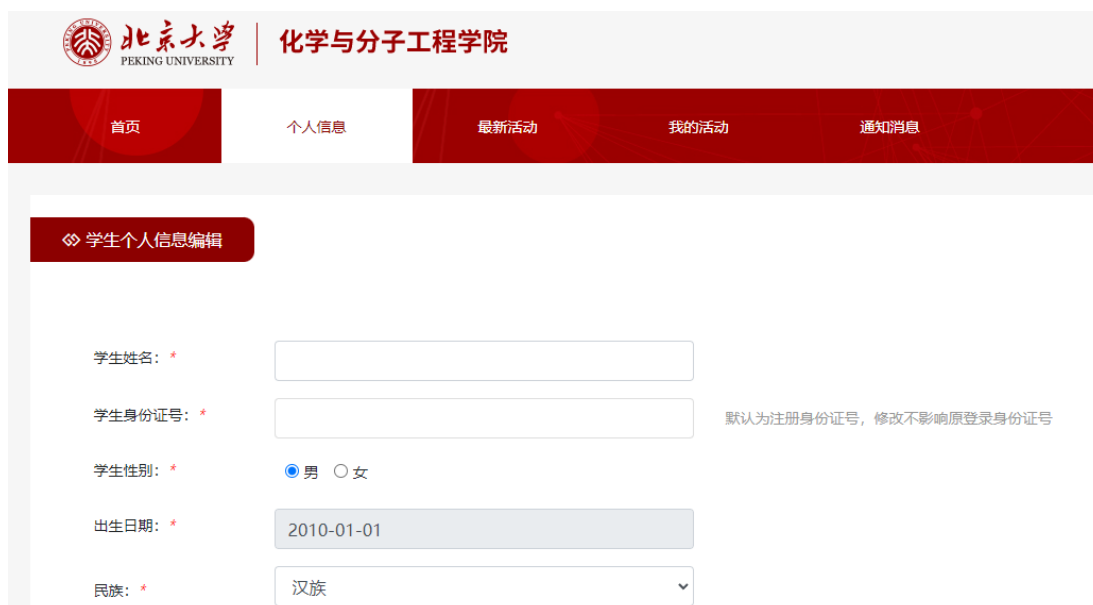 北京大学 化学与分子工程学院
PEKING UNIVERSITY
首页 个人信息 最新活动 我的活动 通知消息
学生个人信息编辑
学生姓名：*
学生身份证号：* 默认为注册身份证号，修改不影响原登录身份证号
学生性别：* 男 女
出生日期：* 2010-01-01
民族：* 汉族